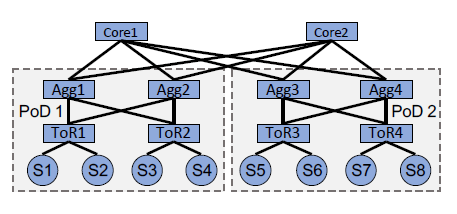 Core1 Core2
Agg1 Agg2 Agg3 Agg4
PoD 1 PoD 2
ToR1 ToR2 ToR3 ToR4
S1 S2 S3 S4 S5 S6 S7 S8